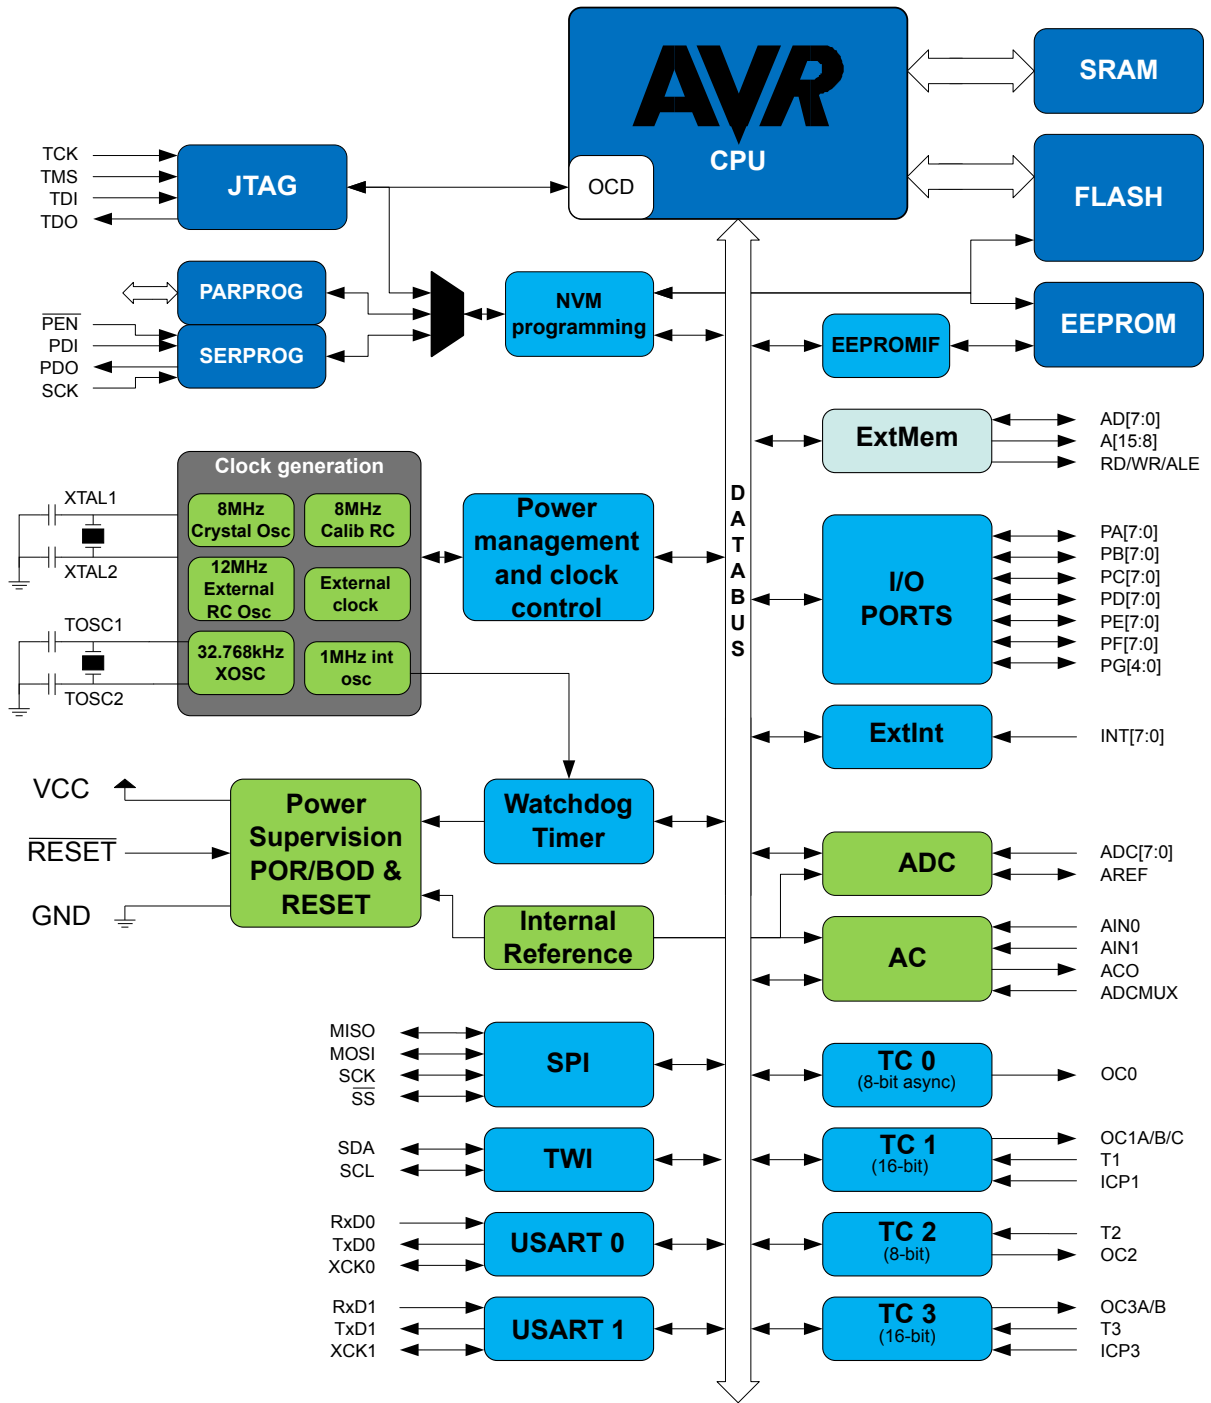 AVR
CPU
OCD
SRAM
FLASH
EEPROM
TCK
TMS
TDI
TDO
JTAG
PARPROG
PEN
PDI
PDO
SCK
SERPROG
NVM
programming
EEPROMIF
ExtMem
AD[7:0]
A[15:8]
RD/WR/ALE
Clock generation
XTAL1
XTAL2
TOSC1
TOSC2
8MHz
Crystal Osc
8MHz
Calib RC
12MHz
External
RC Osc
External
clock
32.768kHz
XOSC
1MHz int
osc
Power
management
and clock
control
DATABUS
I/O
PORTS
PA[7:0]
PB[7:0]
PC[7:0]
PD[7:0]
PE[7:0]
PF[7:0]
PG[4:0]
ExtInt
INT[7:0]
VCC
RESET
GND
Power
Supervision
POR/BOD &
RESET
Watchdog
Timer
Internal
Reference
ADC
ADC[7:0]
AREF
AC
AIN0
AIN1
ACO
ADCMUX
MISO
MOSI
SCK
SS
SPI
TC 0
(8-bit async)
OC0
SDA
SCL
TWI
TC 1
(16-bit)
OC1A/B/C
T1
ICP1
RxD0
TxD0
XCK0
USART 0
TC 2
(8-bit)
T2
OC2
RxD1
TxD1
XCK1
USART 1
TC 3
(16-bit)
OC3A/B
T3
ICP3